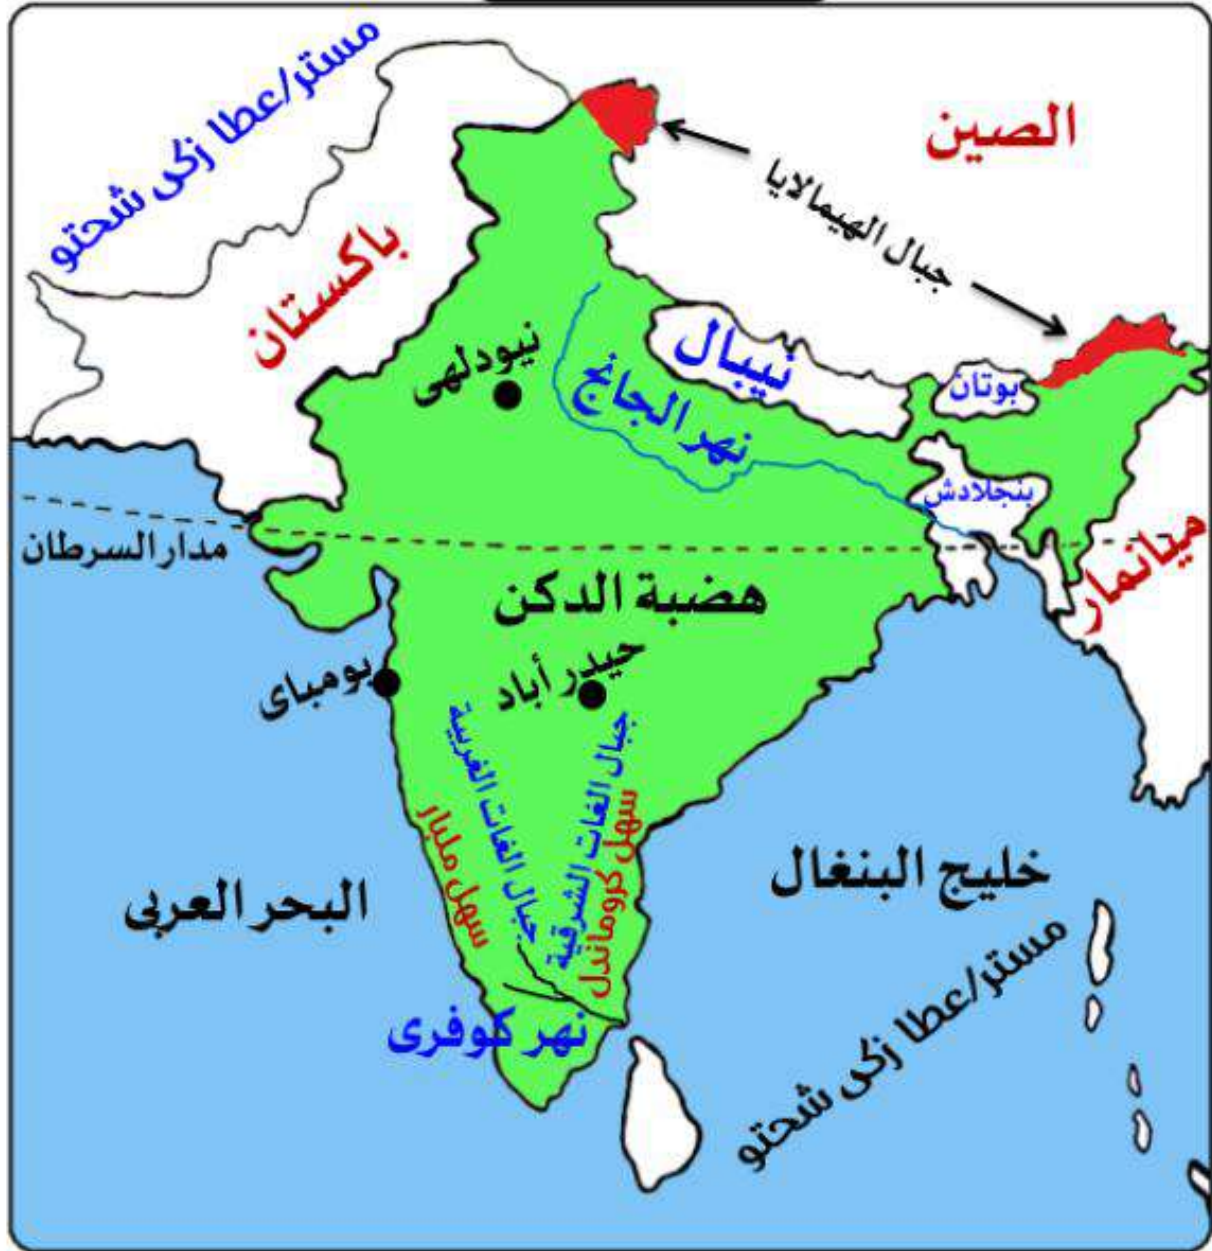 مستر/عطا زكى شحتو
الصين
جبال الهيمالايا
باكستان
نيودلهى
نيبال
نهر الجانج
بوتان
بنجلادش
ميانمار
مدار السرطان
هضبة الدكن
حيدر أباد
بومباى
جبال الغات الغربية
جبال الغات الشرقية
سهل مليار
سهل كروماندل
البحر العربى
خليج البنغال
نهر كوفرى
مستر/عطا زكى شحتو